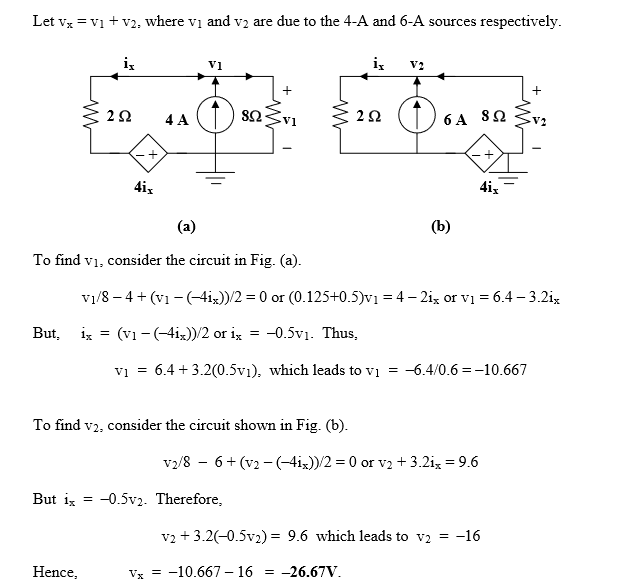 Let vx = v1 + v2, where v1 and v2 are due to the 4-A and 6-A sources respectively.
ix v1 ix v2
+ +
2 Ω 4 A 8Ω v1 2 Ω 6 A 8 Ω v2
− + − − + −
4ix 4ix
(a) (b)
To find v1, consider the circuit in Fig. (a).
v1/8 – 4 + (v1 – (–4ix))/2 = 0 or (0.125+0.5)v1 = 4 – 2ix or v1 = 6.4 – 3.2ix
But, ix = (v1 – (–4ix))/2 or ix = –0.5v1. Thus,
v1 = 6.4 + 3.2(0.5v1), which leads to v1 = –6.4/0.6 = –10.667
To find v2, consider the circuit shown in Fig. (b).
v2/8 – 6 + (v2 – (–4ix))/2 = 0 or v2 + 3.2ix = 9.6
But ix = –0.5v2. Therefore,
v2 + 3.2(–0.5v2) = 9.6 which leads to v2 = –16
Hence, vx = –10.667 – 16 = –26.67V.